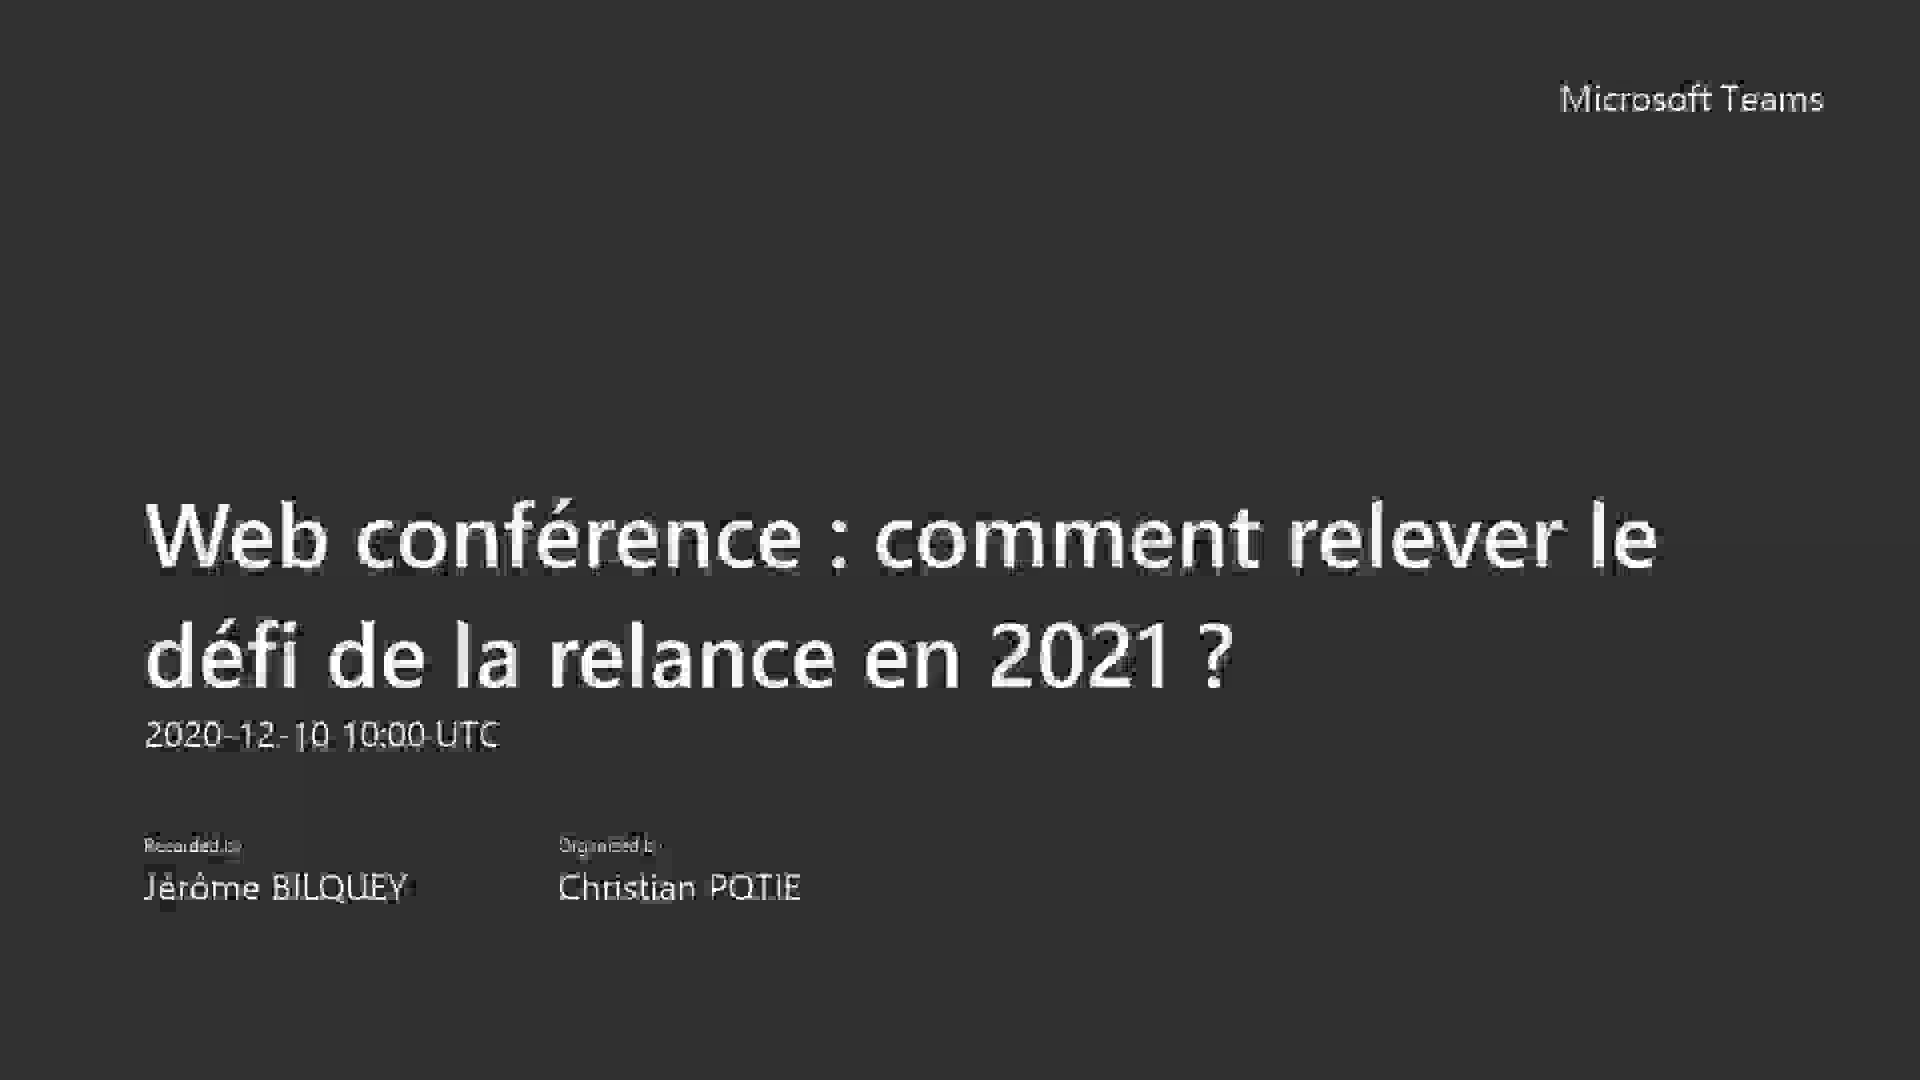 Microsoft Teams
Web conférence : comment relever le
défi de la relance en 2021 ?
2020-12-10 10:00 UTC
Recorded by
Organized by
Jérôme BILQUEY
Christian POTIE